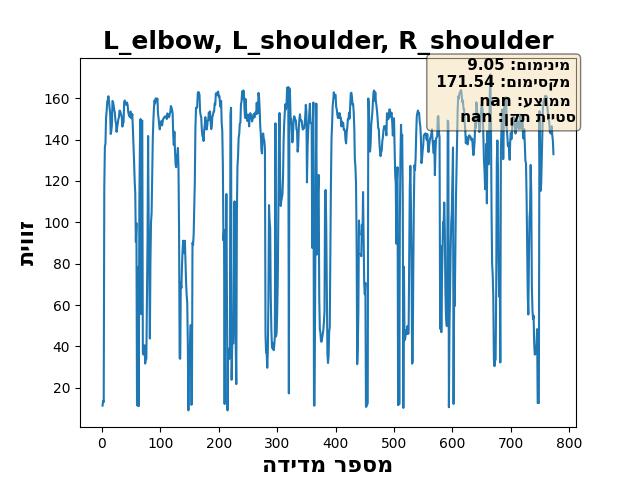 L_elbow, L_shoulder, R_shoulder
מינימום: 9.05
מקסימום: 171.54
ממוצע: nan
סטיית תקן: nan
זווית
160
140
120
100
80
60
40
20
0 100 200 300 400 500 600 700 800
מספר מדידה